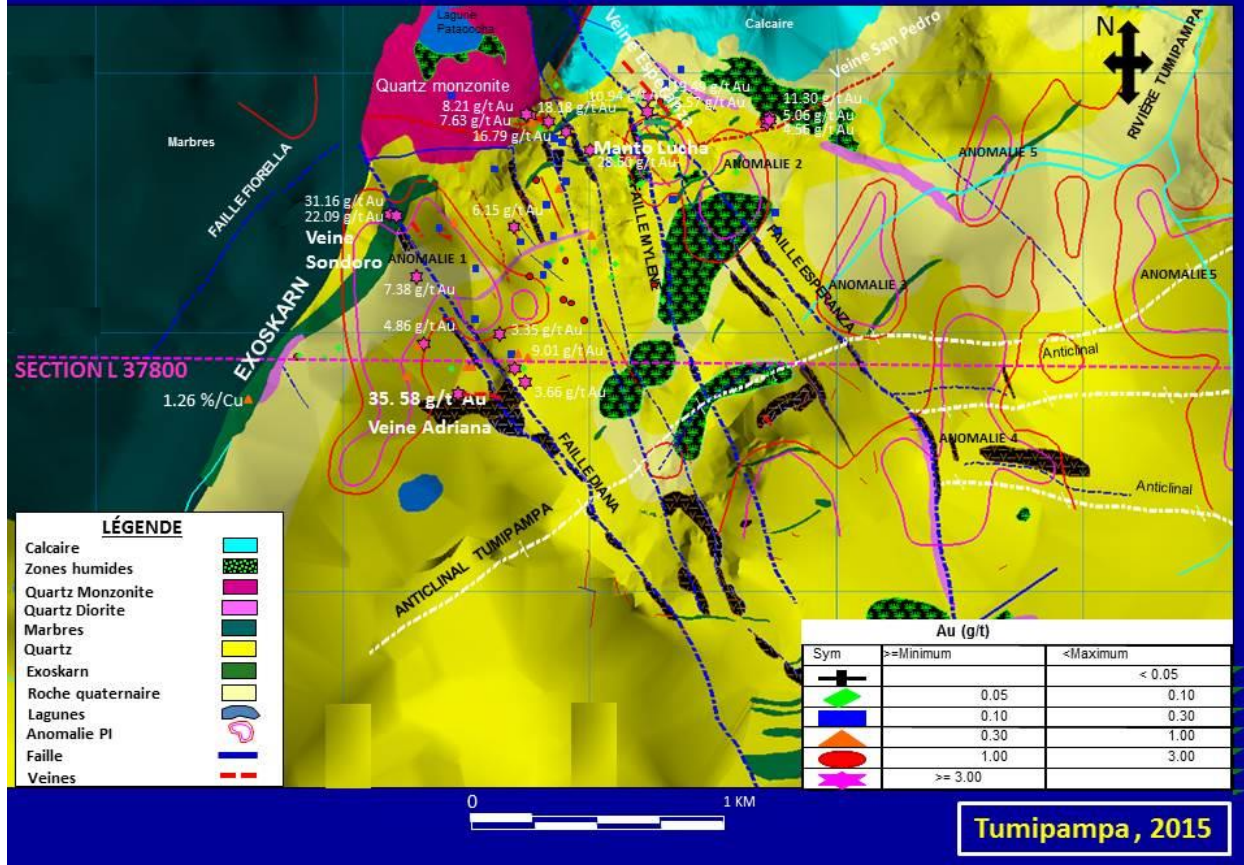 Lagune
Patacocha
Calcaire
Veine Esperanza
Veine San Pedro
N
RIVIÈRE TUMIPAMPA
Quartz monzonite
8.21 g/t Au
18.18 g/t Au
7.63 g/t Au
16.79 g/t Au
10.94 g/t Au
11.30 g/t Au
5.06 g/t Au
4.56 g/t Au
Manto Lucha
28.50 g/t Au
ANOMALIE 2
ANOMALIE 5
Marbres
FAILLE FIORELLA
31.16 g/t Au
22.09 g/t Au
Veine
Sondoro
6.15 g/t Au
FAILLE MYLENE
FAILLE ESPERANZA
ANOMALIE 1
7.38 g/t Au
ANOMALIE 3
ANOMALIE 5
EXOSKARN
4.86 g/t Au
3.35 g/t Au
9.01 g/t Au
Anticlinal
SECTION L 37800
1.26 %/Cu
35. 58 g/t Au
3.66 g/t Au
Veine Adriana
FAILLE DIANA
ANOMALIE 4
Anticlinal
ANTICLINAL TUMIPAMPA
LÉGENDE
Calcaire
Zones humides
Quartz Monzonite
Quartz Diorite
Marbres
Quartz
Exoskarn
Roche quaternaire
Lagunes
Anomalie PI
Faille
Veines
Au (g/t)
Sym >=Minimum <Maximum
< 0.05
0.05 0.10
0.10 0.30
0.30 1.00
1.00 3.00
>= 3.00
0 1 KM
Tumipampa, 2015